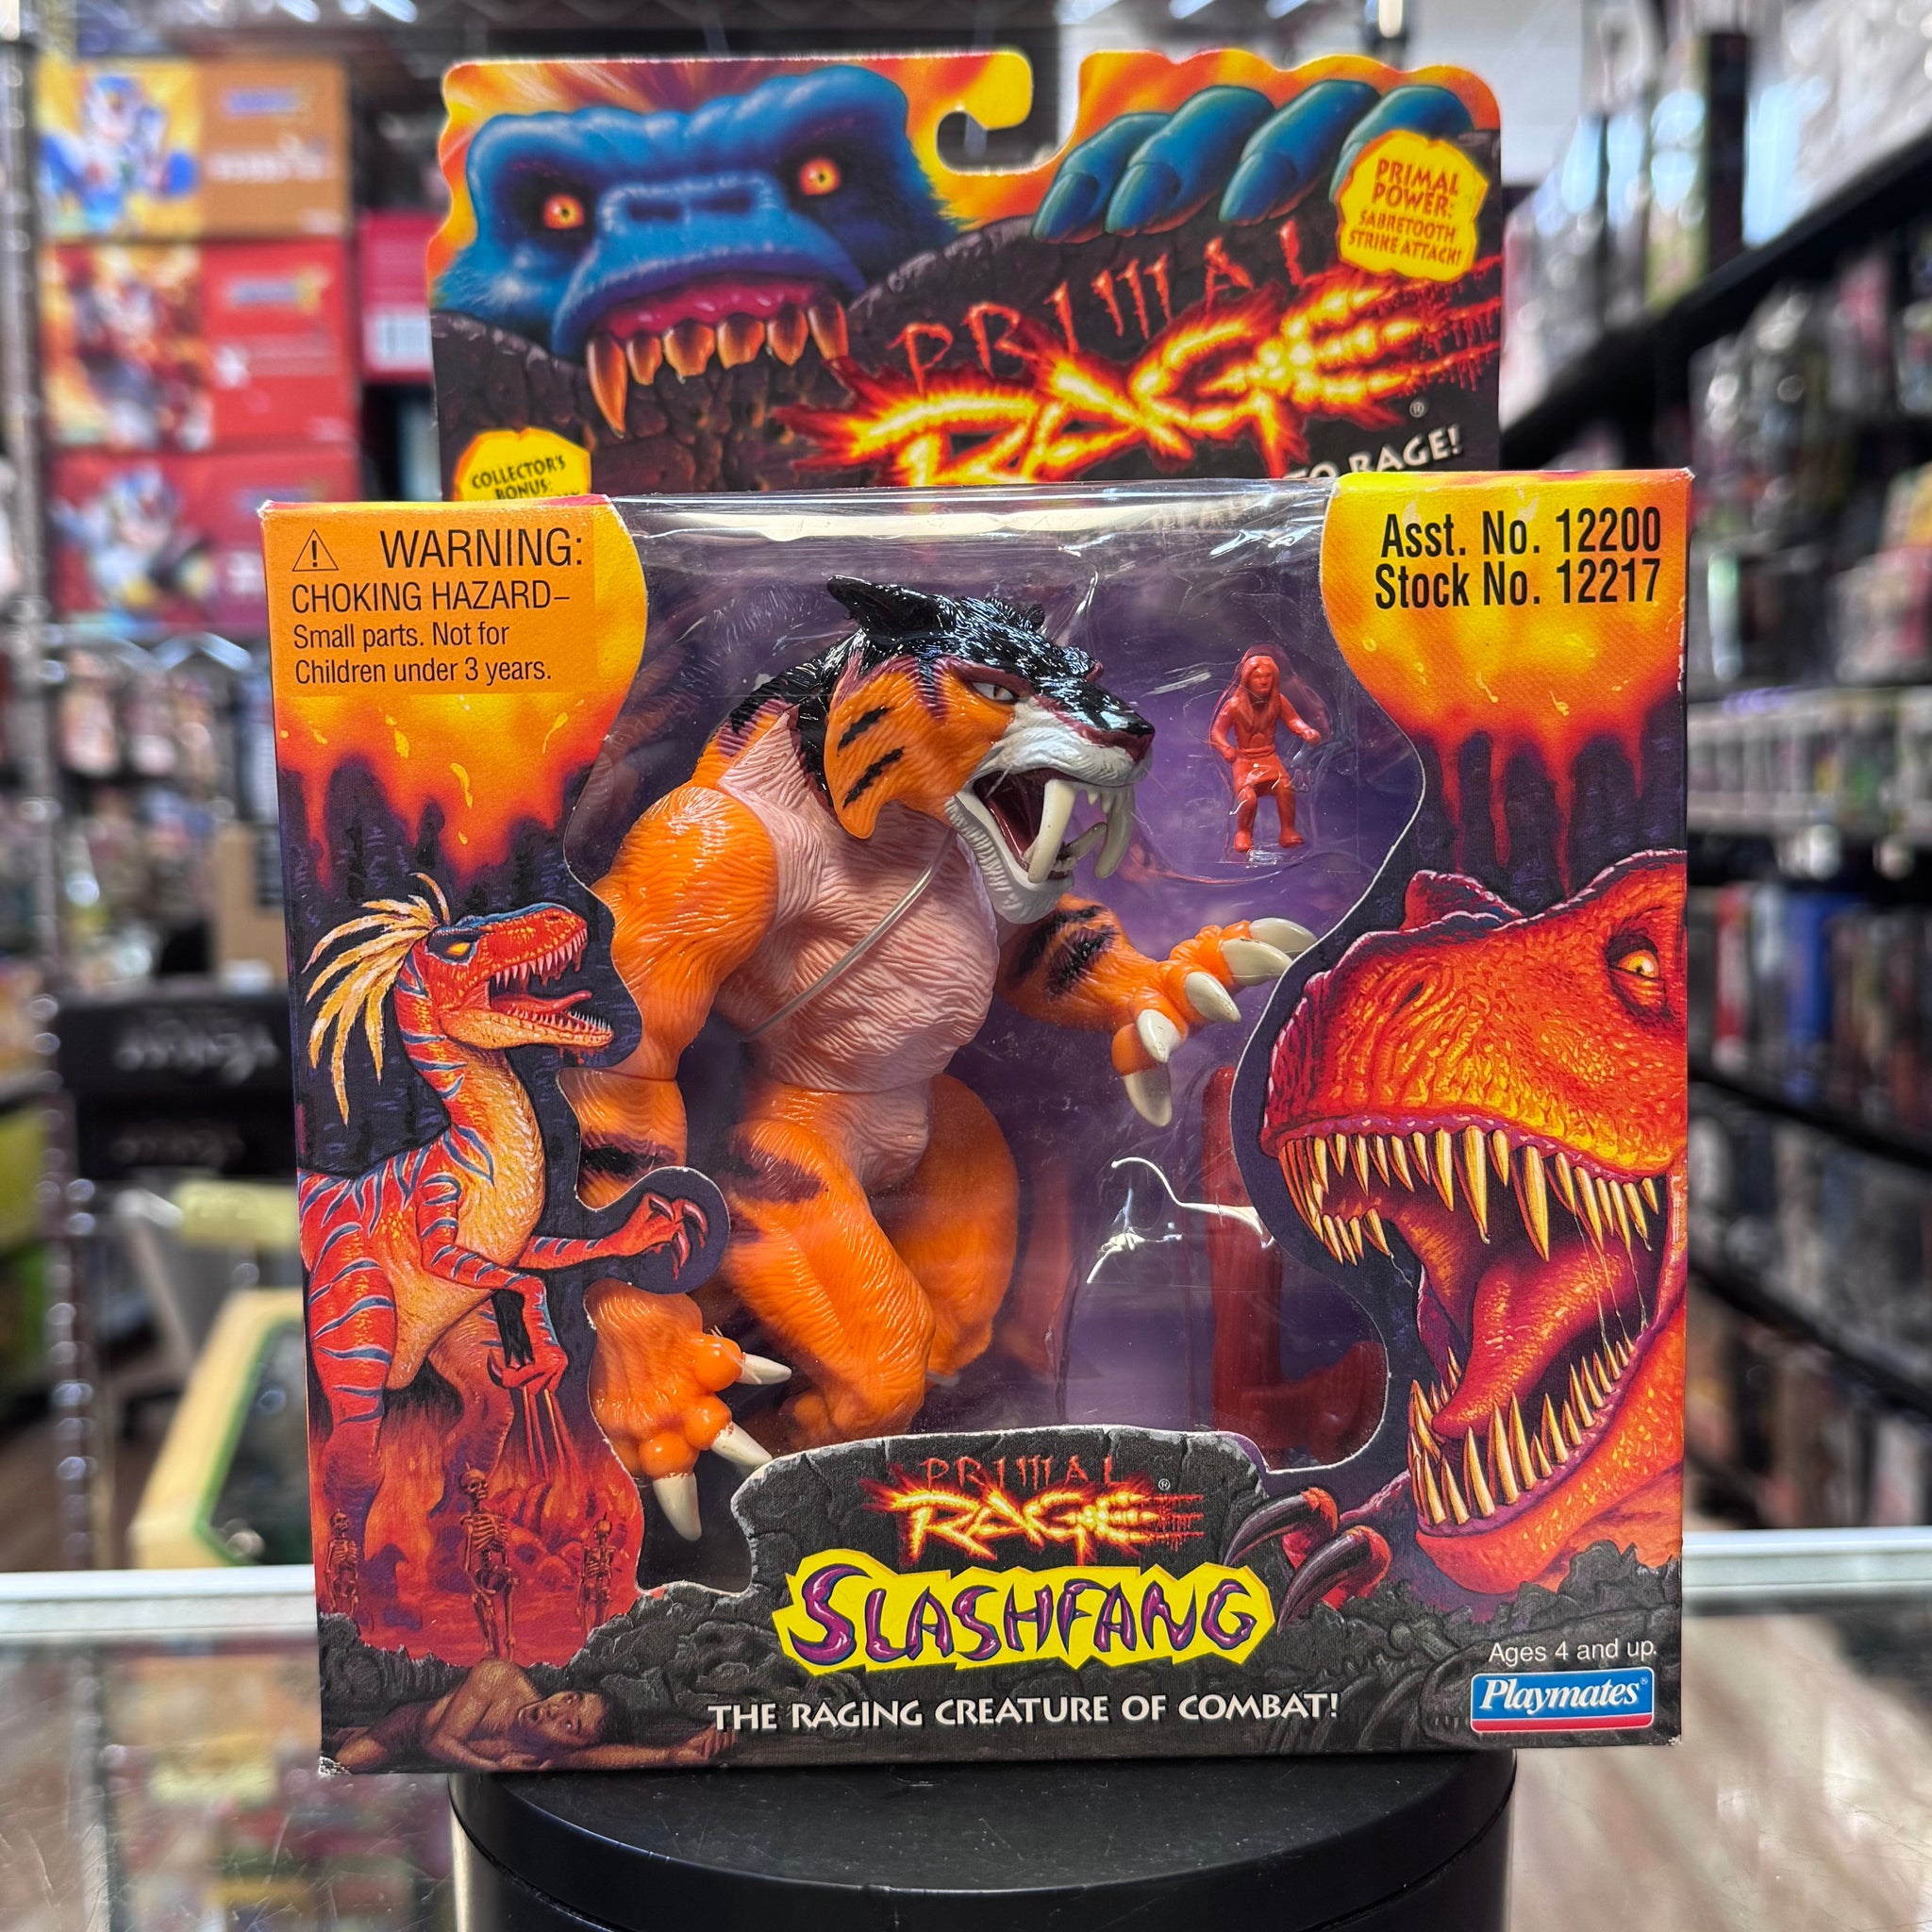 PRIMAL
POWER:
SABRETOOTH
STRIKE ATTACK!
PRIMAL
RAGE®
TO RAGE!
COLLECTOR'S
BONUS:
⚠ WARNING:
CHOKING HAZARD–
Small parts. Not for
Children under 3 years.
Asst. No. 12200
Stock No. 12217
PRIMAL
RAGE®
SLASHFANG
THE RAGING CREATURE OF COMBAT!
Ages 4 and up.
Playmates®